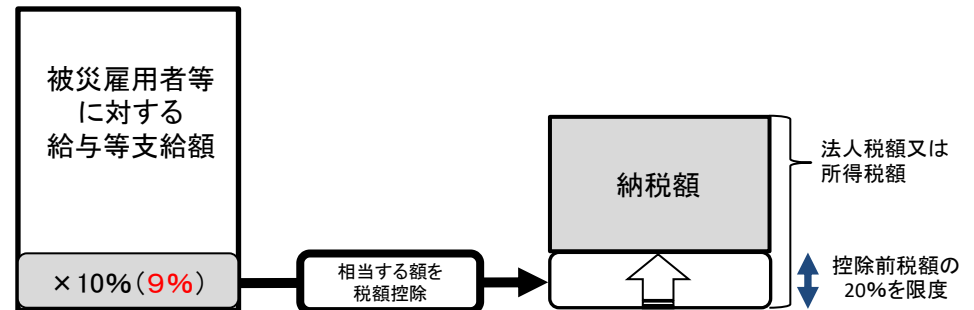 被災雇用者等
に対する
給与等支給額
×10%(9%)
相当する額を
税額控除
納税額
法人税額又は
所得税額
控除前税額の
20%を限度